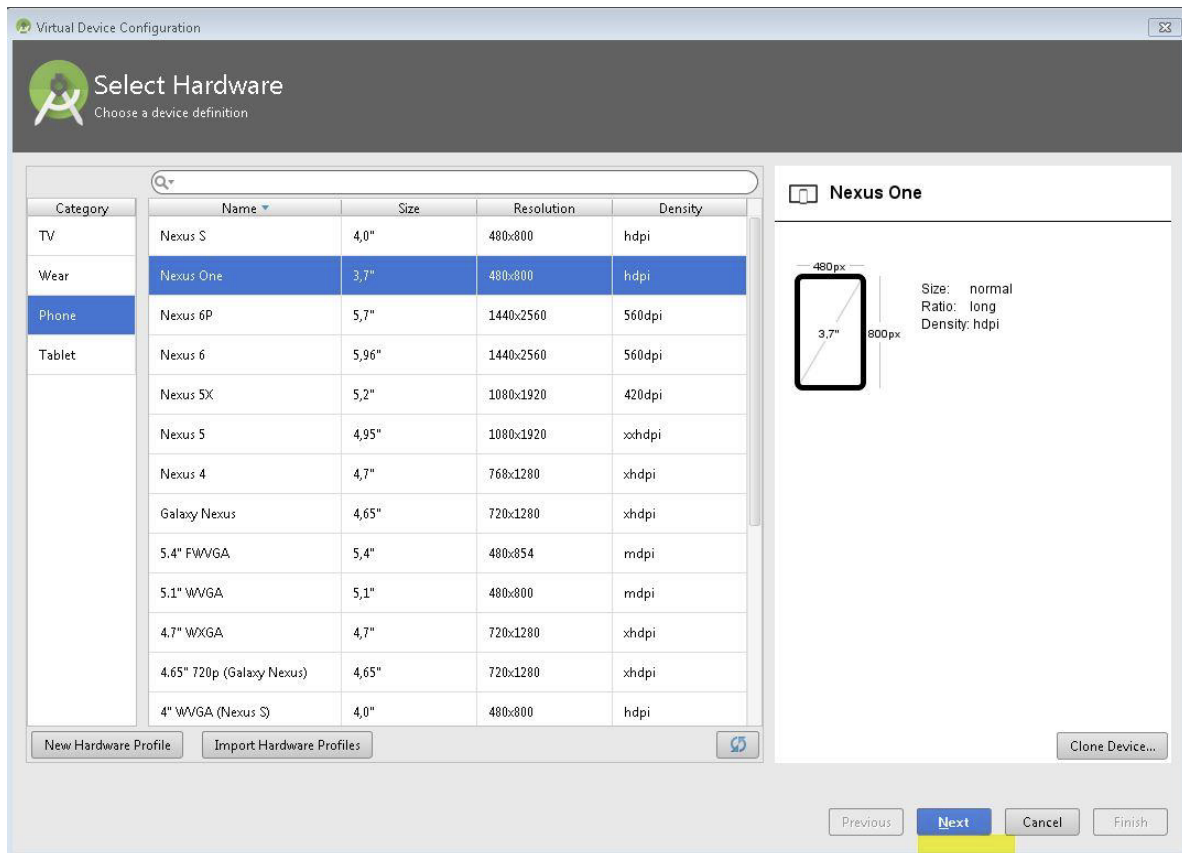 Virtual Device Configuration
Select Hardware
Choose a device definition
Category
TV
Wear
Phone
Tablet
Name Size Resolution Density
Nexus S 4,0" 480x800 hdpi
Nexus One 3,7" 480x800 hdpi
Nexus 6P 5,7" 1440x2560 560dpi
Nexus 6 5,96" 1440x2560 560dpi
Nexus 5X 5,2" 1080x1920 420dpi
Nexus 5 4,95" 1080x1920 xxhdpi
Nexus 4 4,7" 768x1280 xhdpi
Galaxy Nexus 4,65" 720x1280 xhdpi
5.4" FWVGA 5,4" 480x854 mdpi
5.1" WVGA 5,1" 480x800 mdpi
4.7" WXGA 4,7" 720x1280 xhdpi
4.65" 720p (Galaxy Nexus) 4,65" 720x1280 xhdpi
4" WVGA (Nexus S) 4,0" 480x800 hdpi
New Hardware Profile Import Hardware Profiles
Nexus One
480px
3,7"
800px
Size: normal
Ratio: long
Density: hdpi
Clone Device...
Previous Next Cancel Finish